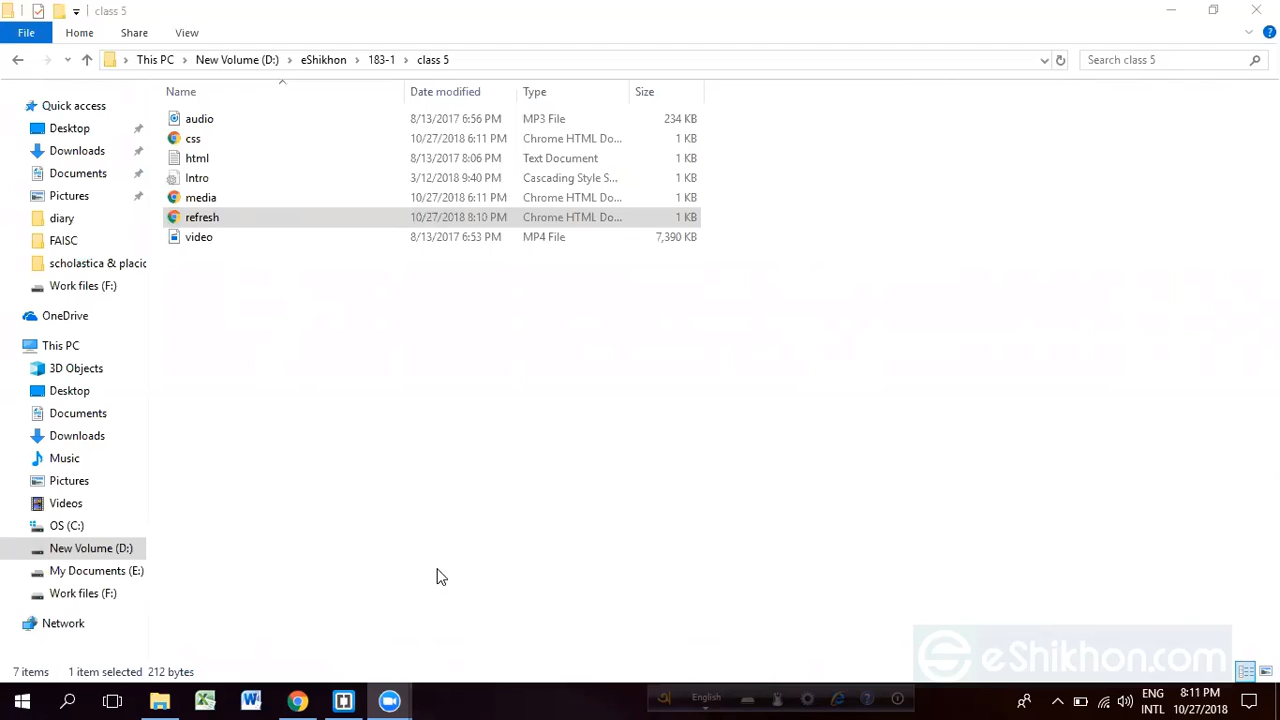 class 5
File Home Share View
This PC New Volume (D:) eShikhon 183-1 class 5 Search class 5
Name Date modified Type Size
audio 8/13/2017 6:56 PM MP3 File 234 KB
css 10/27/2018 6:11 PM Chrome HTML Do... 1 KB
html 8/13/2017 8:06 PM Text Document 1 KB
Intro 3/12/2018 9:40 PM Cascading Style S... 1 KB
media 10/27/2018 6:11 PM Chrome HTML Do... 1 KB
refresh 10/27/2018 8:10 PM Chrome HTML Do... 1 KB
video 8/13/2017 6:53 PM MP4 File 7,390 KB
Quick access
Desktop
Downloads
Documents
Pictures
diary
FAISC
scholastica & placid
Work files (F:)
OneDrive
This PC
3D Objects
Desktop
Documents
Downloads
Music
Pictures
Videos
OS (C:)
New Volume (D:)
My Documents (E:)
Work files (F:)
Network
7 items 1 item selected 212 bytes
eShikhon.com
English
ENG
INTL
8:11 PM
10/27/2018